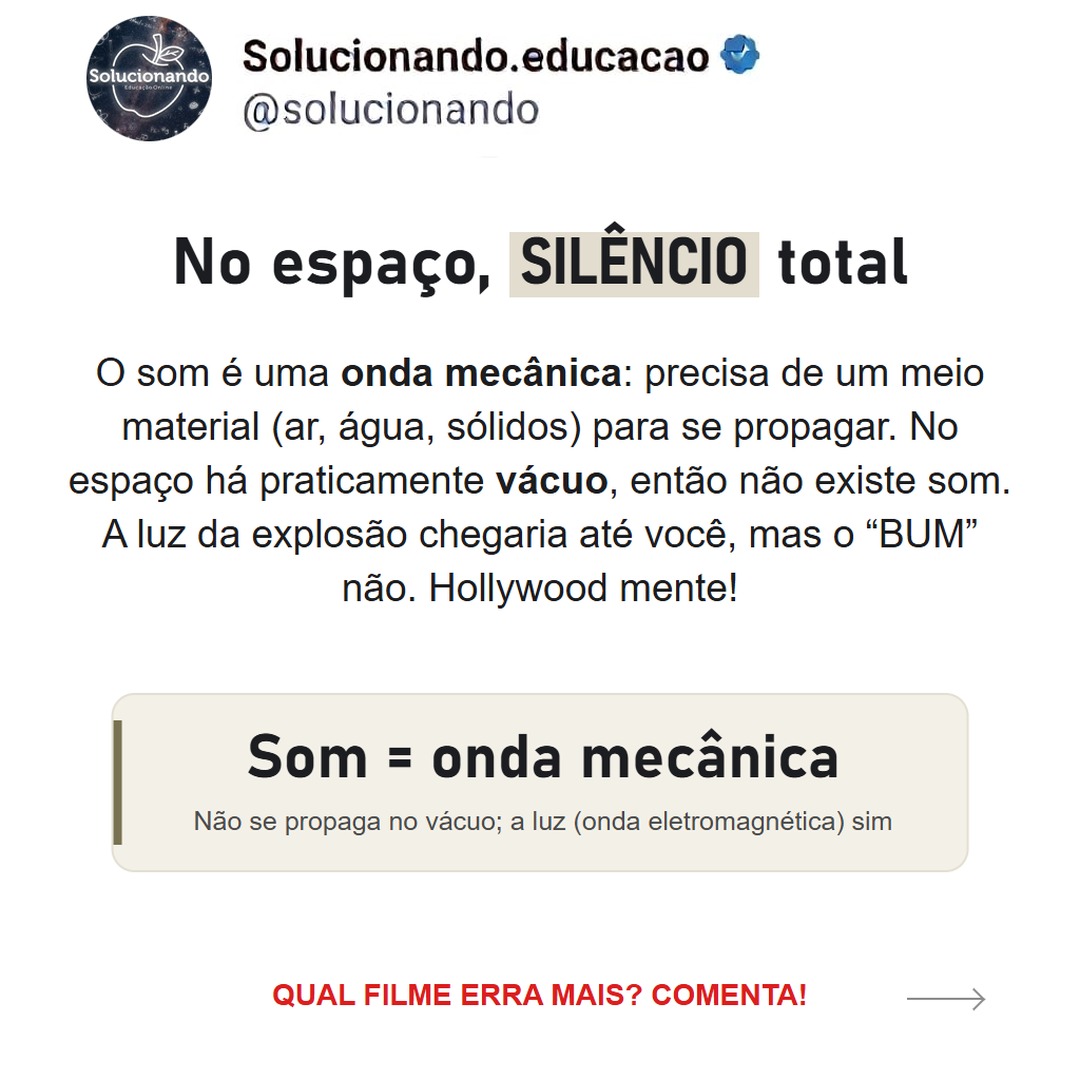 Solucionando
Educação Online
Solucionando.educacao
@solucionando
No espaço, SILÊNCIO total
O som é uma onda mecânica: precisa de um meio
material (ar, água, sólidos) para se propagar. No
espaço há praticamente vácuo, então não existe som.
A luz da explosão chegaria até você, mas o “BUM”
não. Hollywood mente!
Som = onda mecânica
Não se propaga no vácuo; a luz (onda eletromagnética) sim
QUAL FILME ERRA MAIS? COMENTA!